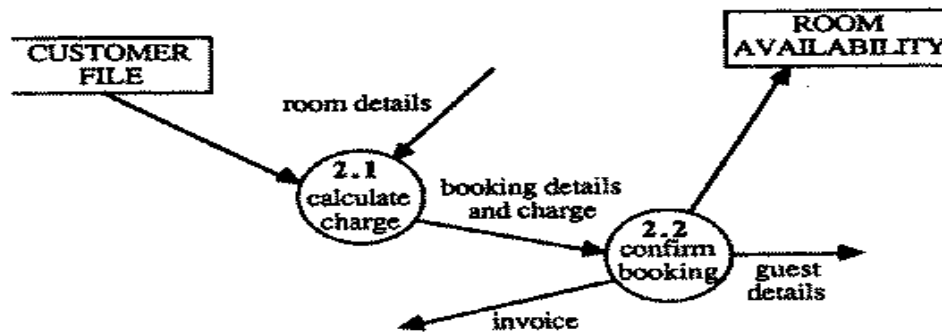 ROOM
AVAILABILITY
CUSTOMER
FILE
room details
2.1
calculate
charge
booking details
and charge
2.2
confirm
booking
guest
details
invoice